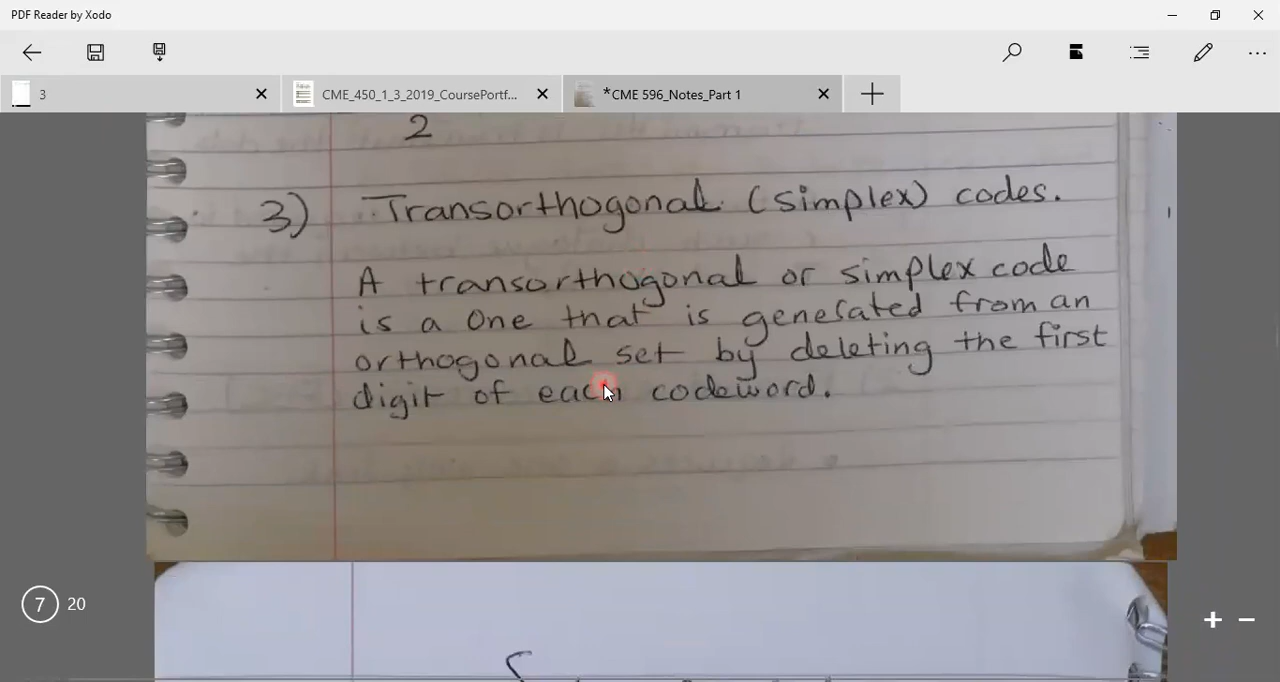 PDF Reader by Xodo
3
CME_450_1_3_2019_CoursePortf...
*CME 596_Notes_Part 1
2
3) Transorthogonal (simplex) codes.
A transorthogonal or simplex code
is a one that is generated from an
orthogonal set by deleting the first
digit of each codeword.
7 20